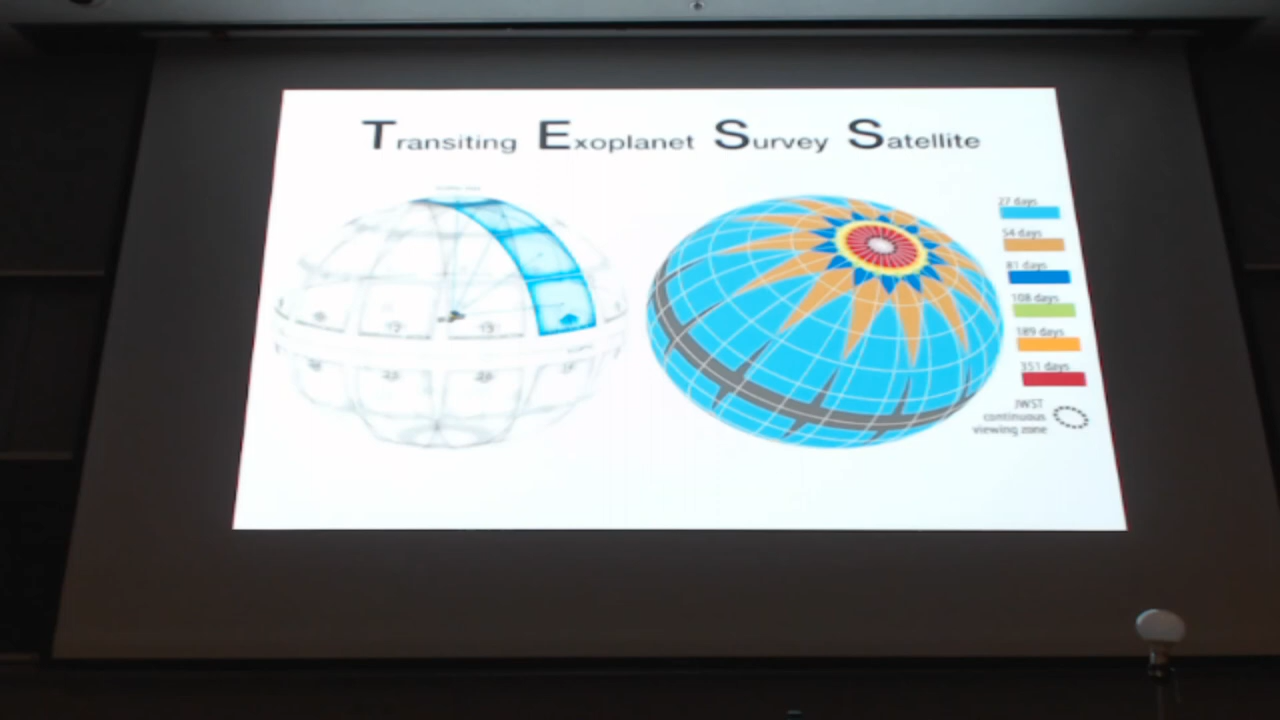 Transiting Exoplanet Survey Satellite
27 days
54 days
81 days
108 days
189 days
351 days
JWST
continuous
viewing zone